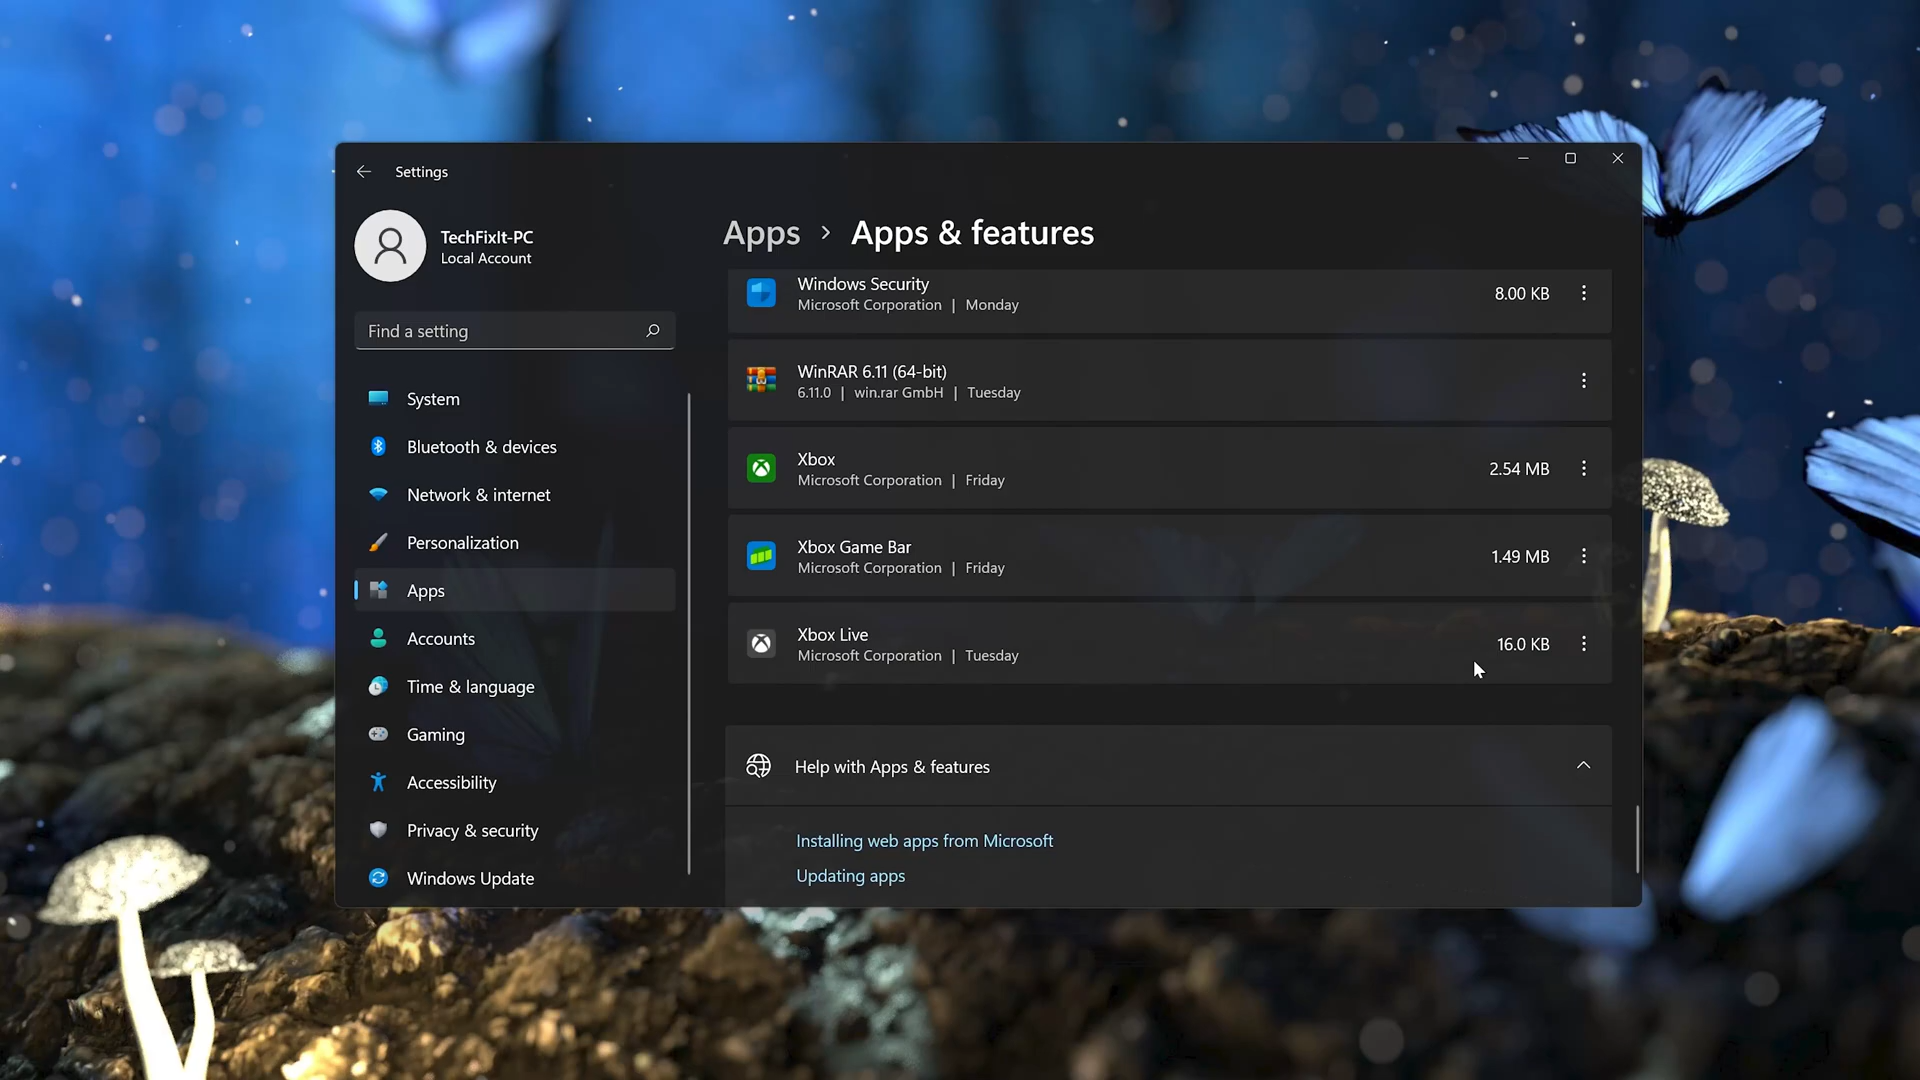 Settings
TechFixIt-PC
Local Account
Find a setting
System
Bluetooth & devices
Network & internet
Personalization
Apps
Accounts
Time & language
Gaming
Accessibility
Privacy & security
Windows Update
Apps > Apps & features
Windows Security
Microsoft Corporation | Monday
8.00 KB
WinRAR 6.11 (64-bit)
6.11.0 | win.rar GmbH | Tuesday
Xbox
Microsoft Corporation | Friday
2.54 MB
Xbox Game Bar
Microsoft Corporation | Friday
1.49 MB
Xbox Live
Microsoft Corporation | Tuesday
16.0 KB
Help with Apps & features
Installing web apps from Microsoft
Updating apps